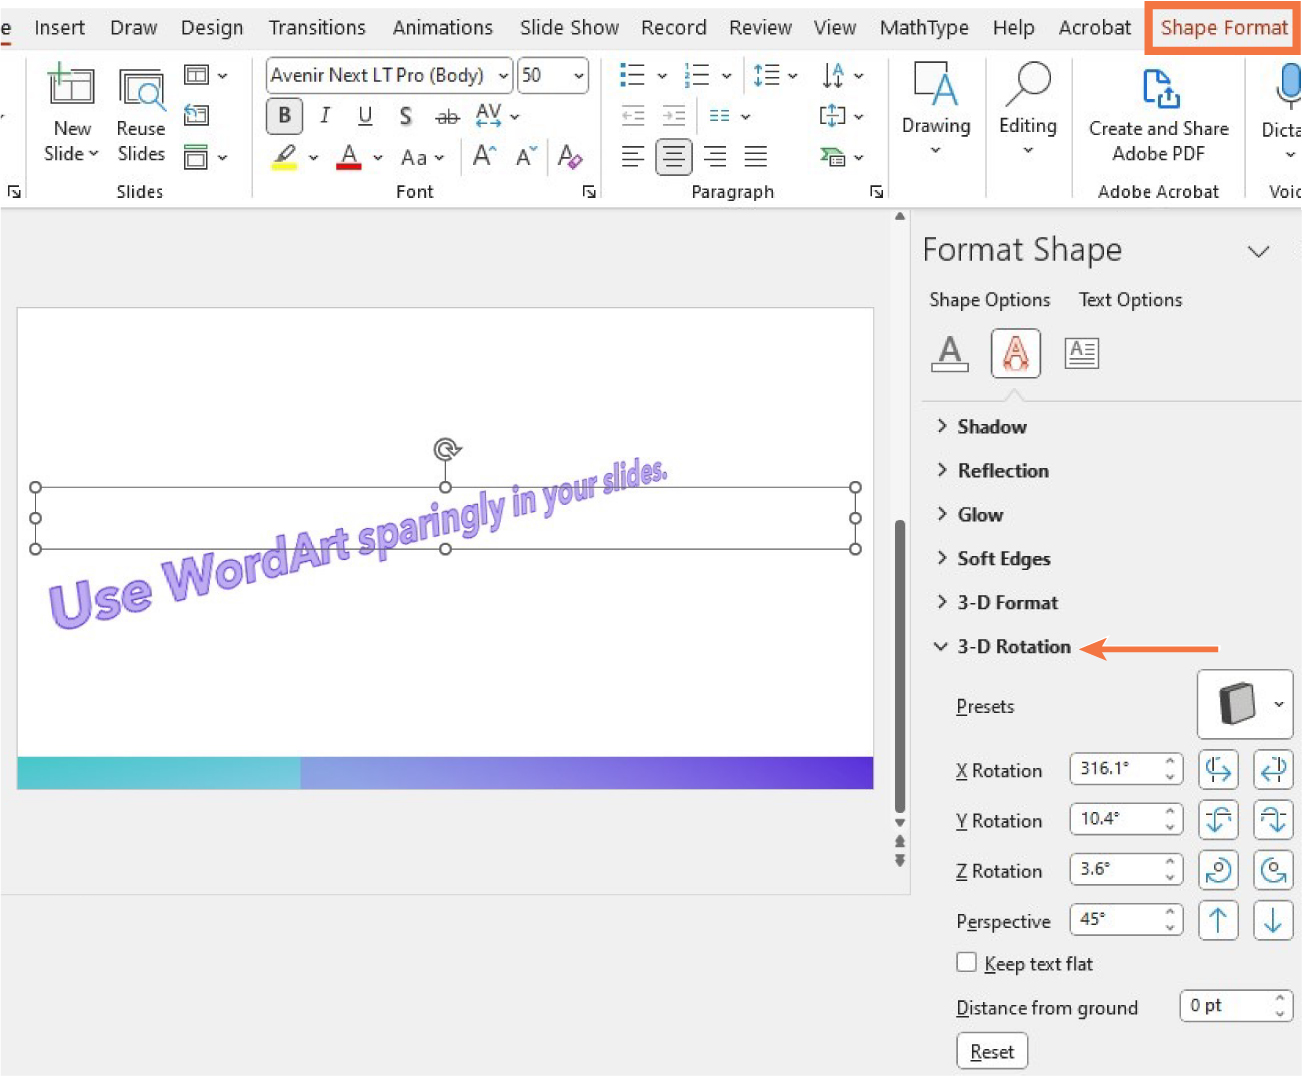 e Insert Draw Design Transitions Animations Slide Show Record Review View MathType Help Acrobat Shape Format
Avenir Next LT Pro (Body) 50
New Slide
Reuse Slides
Slides
B I U S ab AV
A Aa A A A
Font
Paragraph
Drawing
Editing
Create and Share
Adobe PDF
Adobe Acrobat
Dicta
Voic
Use WordArt sparingly in your slides.
Format Shape
Shape Options Text Options
A A A
Shadow
Reflection
Glow
Soft Edges
3-D Format
3-D Rotation
Presets
X Rotation 316.1°
Y Rotation 10.4°
Z Rotation 3.6°
Perspective 45°
Keep text flat
Distance from ground 0 pt
Reset